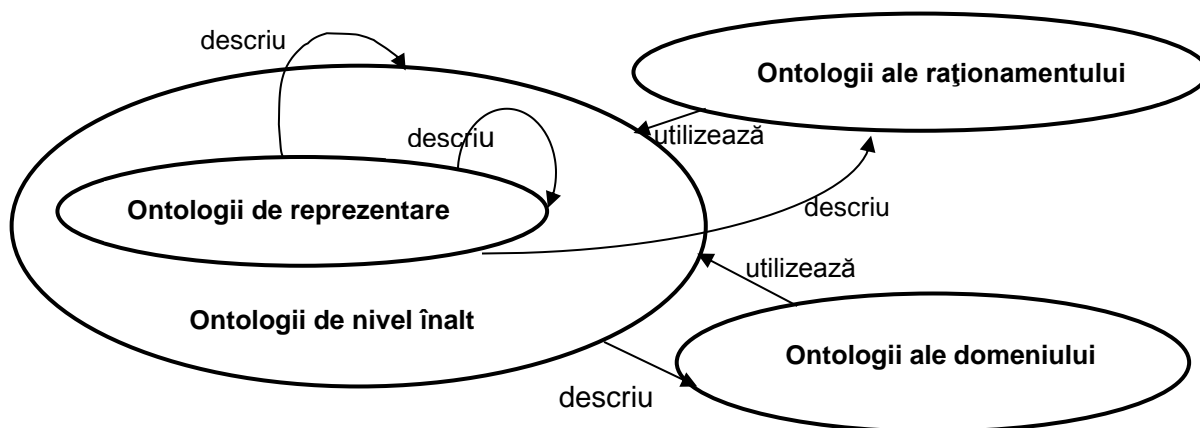 descriu
Ontologii ale raţionamentului
descriu
utilizează
Ontologii de reprezentare
descriu
utilizează
Ontologii de nivel înalt
Ontologii ale domeniului
descriu